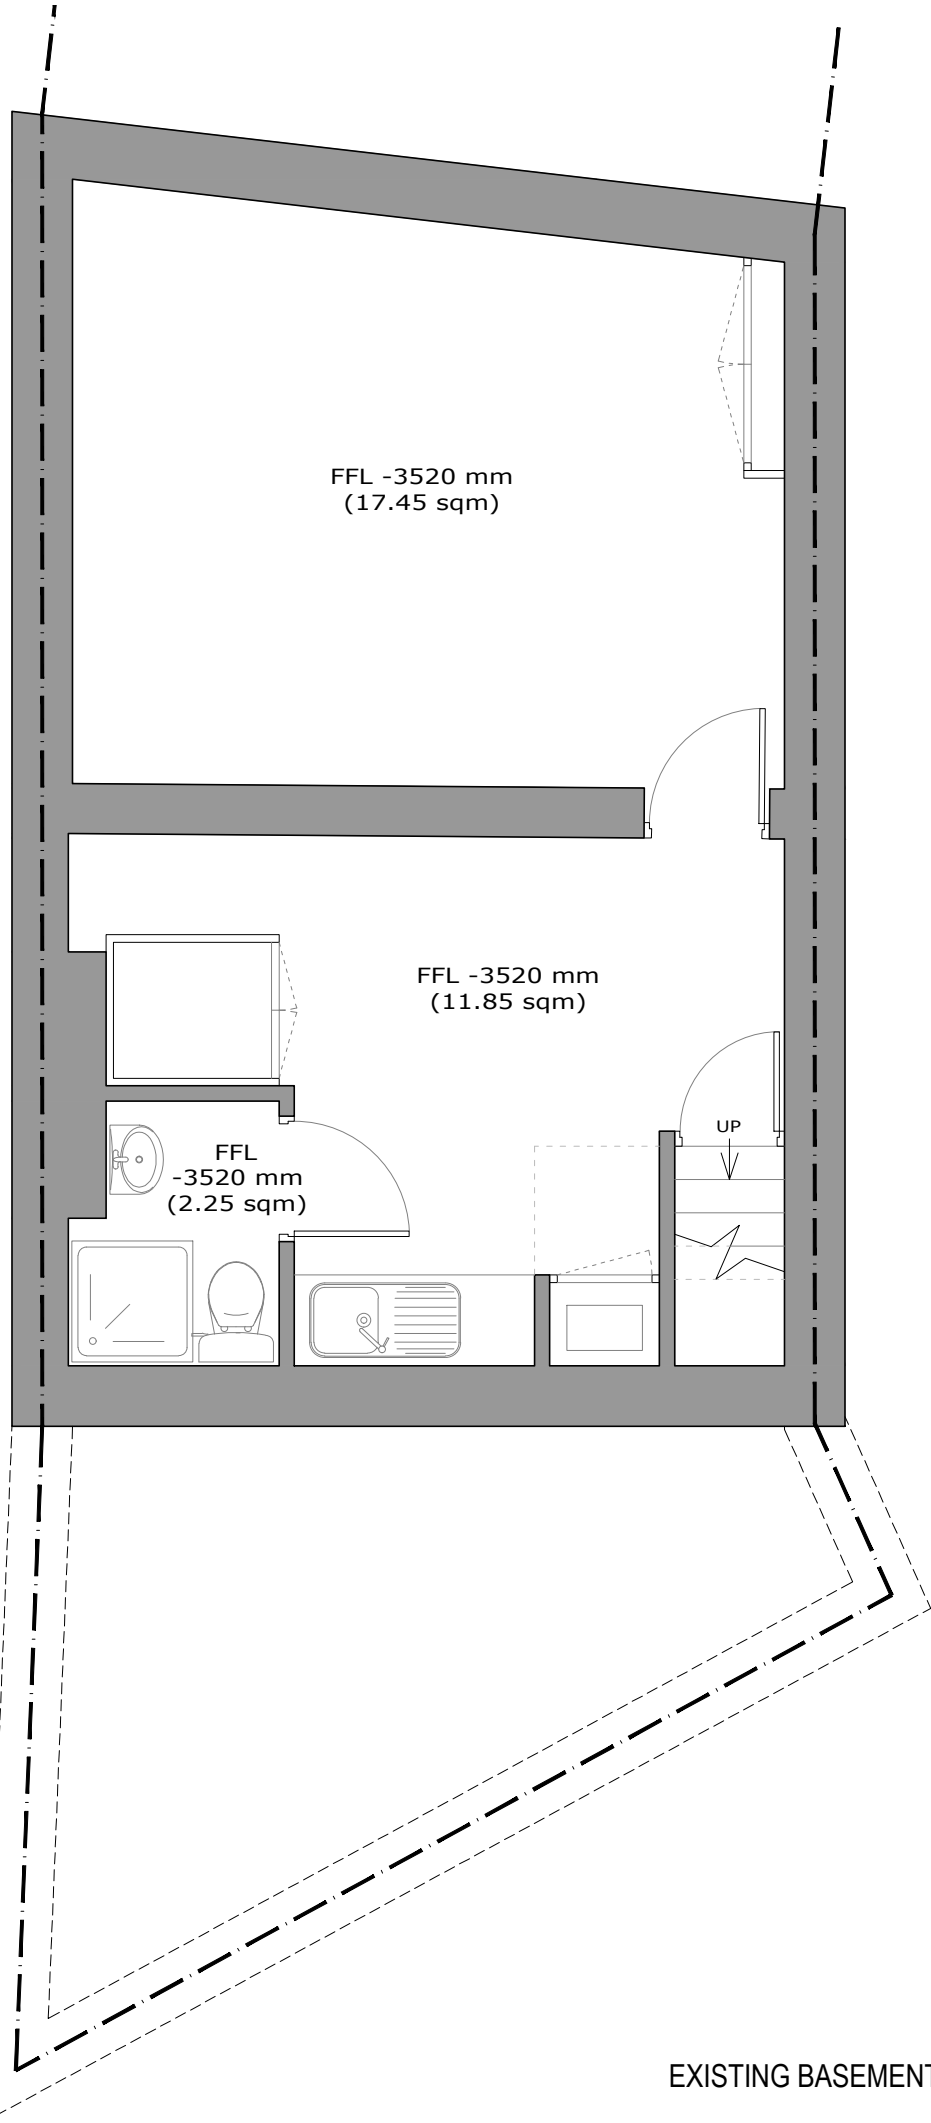 FFL -3520 mm
(17.45 sqm)
FFL -3520 mm
(11.85 sqm)
UP
FFL
-3520 mm
(2.25 sqm)
EXISTING BASEMENT